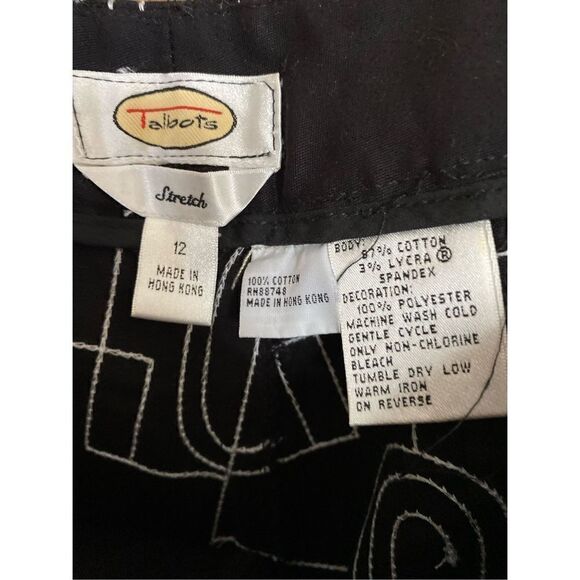 Talbots
Stretch
12
MADE IN
HONG KONG
100% COTTON
RH88748
MADE IN HONG KONG
BODY:
97% COTTON
3% LYCRA ®
SPANDEX
DECORATION:
100% POLYESTER
MACHINE WASH COLD
GENTLE CYCLE
ONLY NON-CHLORINE
BLEACH
TUMBLE DRY LOW
WARM IRON
ON REVERSE